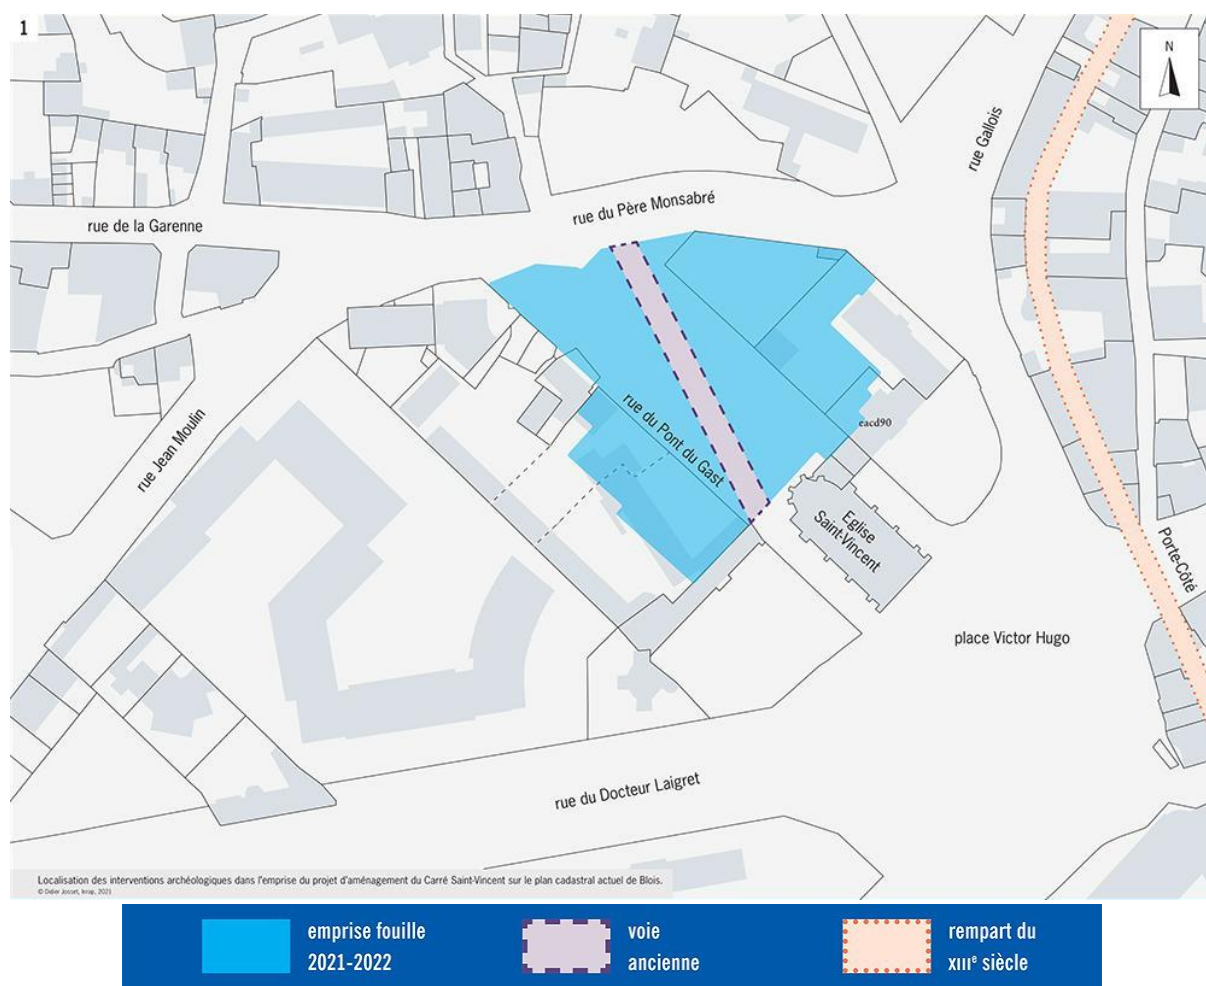 1
N
rue Gallois
rue du Père Monsabré
rue de la Garenne
rue du Pont du Gast
eacd90
rue Jean Moulin
Eglise
Saint-Vincent
Porte-Côté
place Victor Hugo
rue du Docteur Laigret
Localisation des interventions archéologiques dans l'emprise du projet d'aménagement du Carré Saint-Vincent sur le plan cadastral actuel de Blois.
© Didier Josset, Inrap, 2021
emprise fouille
2021-2022
voie
ancienne
rempart du
XIIIᵉ siècle